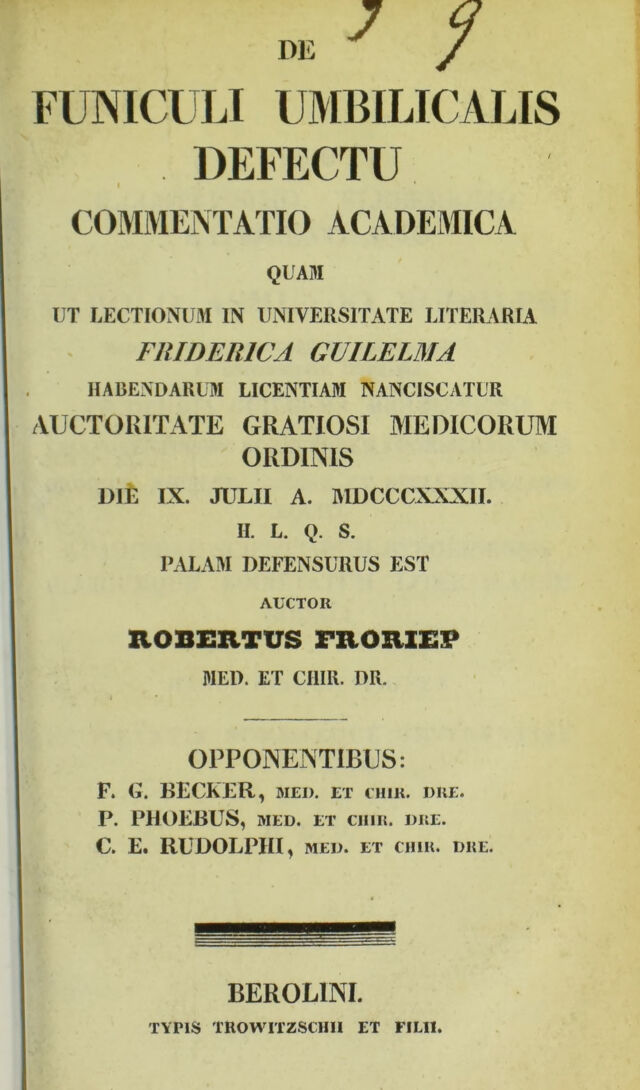 9
DE
FUNICULI UMBILICALIS
DEFECTU
COMMENTATIO ACADEMICA
QUAM
UT LECTIONUM IN UNIVERSITATE LITERARIA
FRIDERICA GUILELMA
HABENDARUM LICENTIAM NANCISCATUR
AUCTORITATE GRATIOSI MEDICORUM
ORDINIS
DIE IX. JULII A. MDCCCXXXII.
H. L. Q. S.
PALAM DEFENSURUS EST
AUCTOR
ROBERTUS FRORIEP
MED. ET CHIR. DR.
OPPONENTIBUS:
F. G. BECKER, MED. ET CHIR. DRE.
P. PHOEBUS, MED. ET CHIR. DRE.
C. E. RUDOLPHI, MED. ET CHIR. DRE.
BEROLINI.
TYPIS TROWITZSCHII ET FILII.